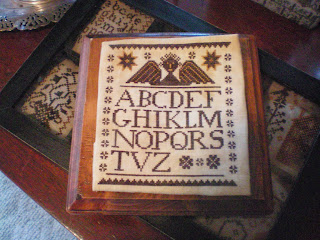 ABCDEF
GHIKLM
NOPQRS
TVZ